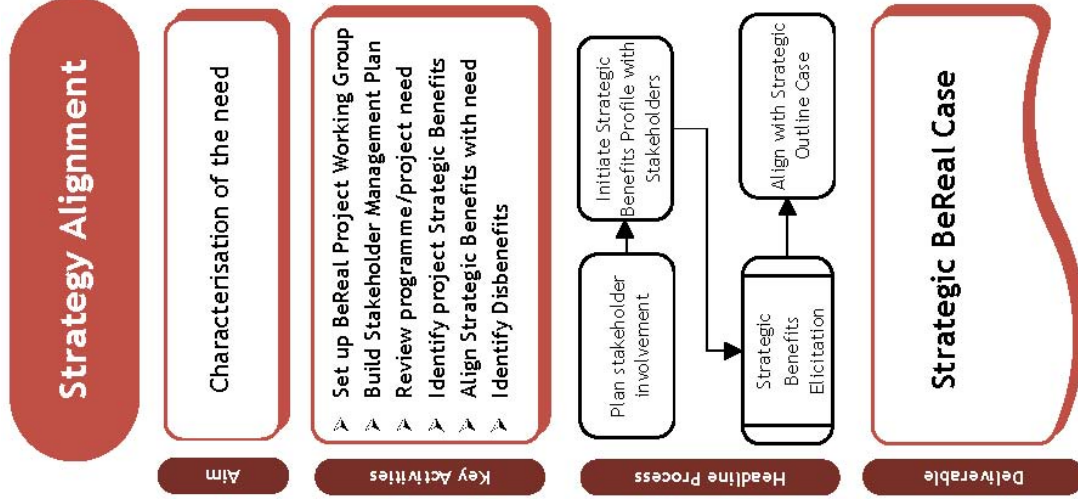 Strategy Alignment
Aim
Characterisation of the need
Key Activities
Set up BeReal Project Working Group
Build Stakeholder Management Plan
Review programme/project need
Identify project Strategic Benefits
Align Strategic Benefits with need
Identify Disbenefits
Headline Process
Plan stakeholder
involvement
Initiate Strategic
Benefits Profile with
Stakeholders
Strategic
Benefits
Elicitation
Align with Strategic
Outline Case
Deliverable
Strategic BeReal Case